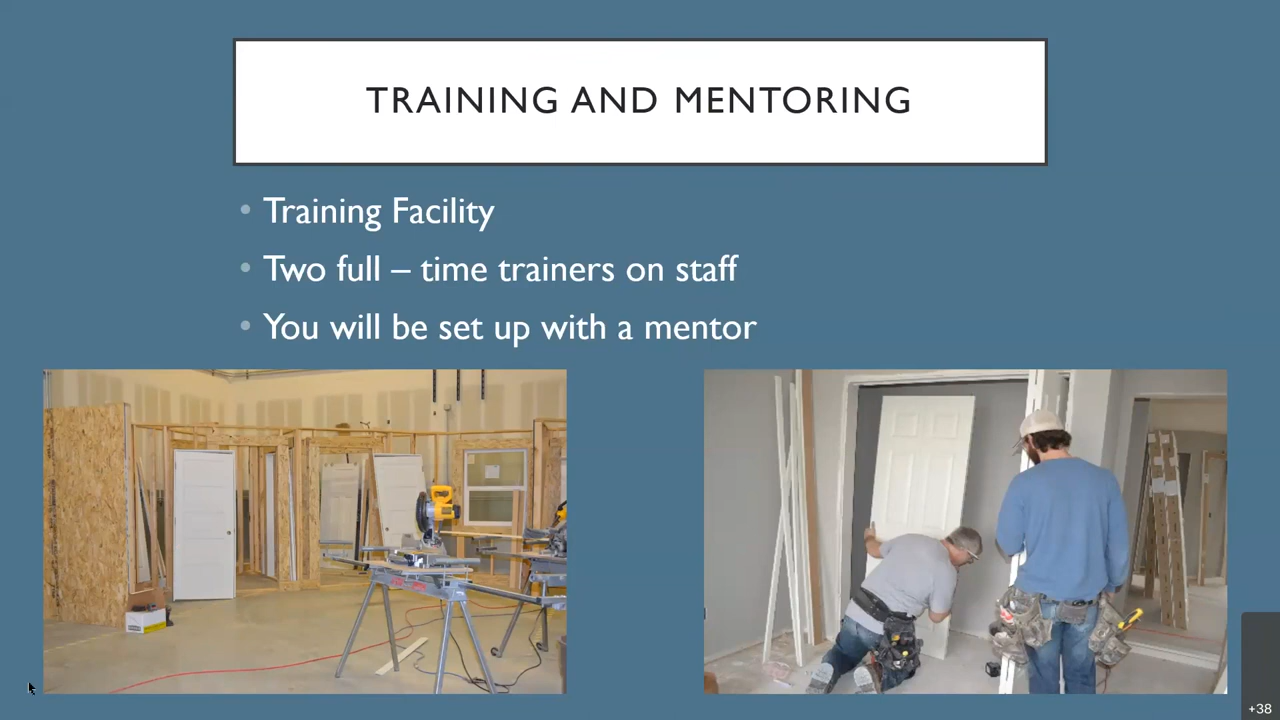 TRAINING AND MENTORING
• Training Facility
• Two full – time trainers on staff
• You will be set up with a mentor
+38